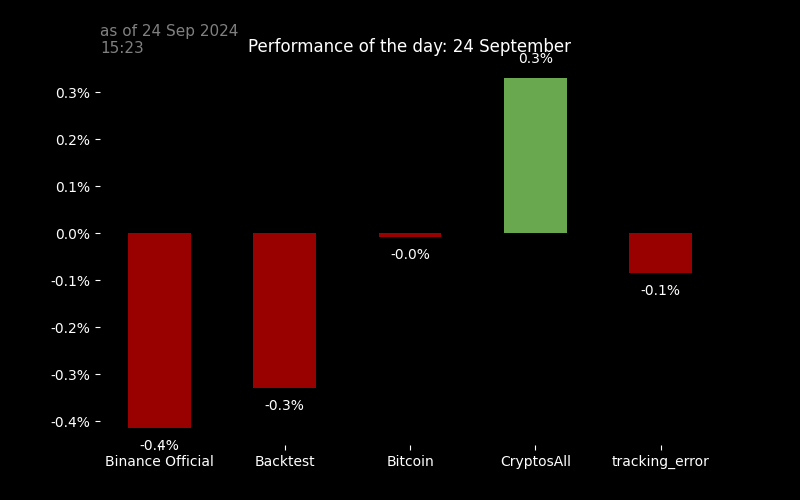 as of 24 Sep 2024
15:23
Performance of the day: 24 September
0.3%
0.3%
0.2%
0.1%
0.0%
-0.1%
-0.2%
-0.3%
-0.4%
-0.4%
-0.3%
-0.0%
-0.1%
Binance Official
Backtest
Bitcoin
CryptosAll
tracking_error